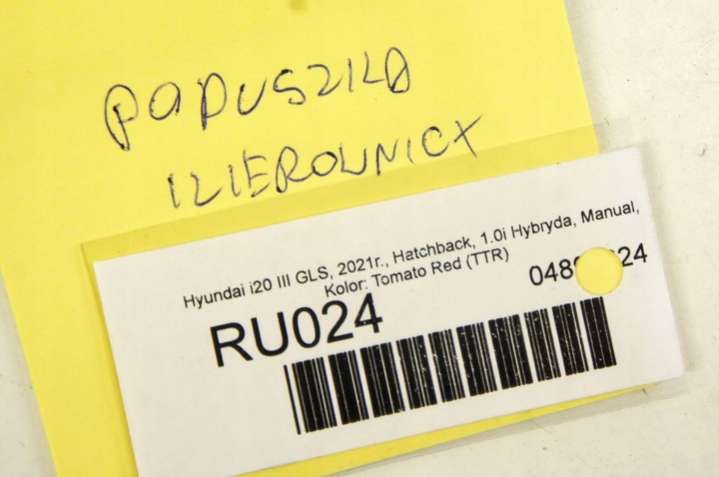 PODUSZKA
KIEROWNICY
Hyundai i20 III GLS, 2021r., Hatchback, 1.0i Hybryda, Manual,
Kolor: Tomato Red (TTR)
RU024